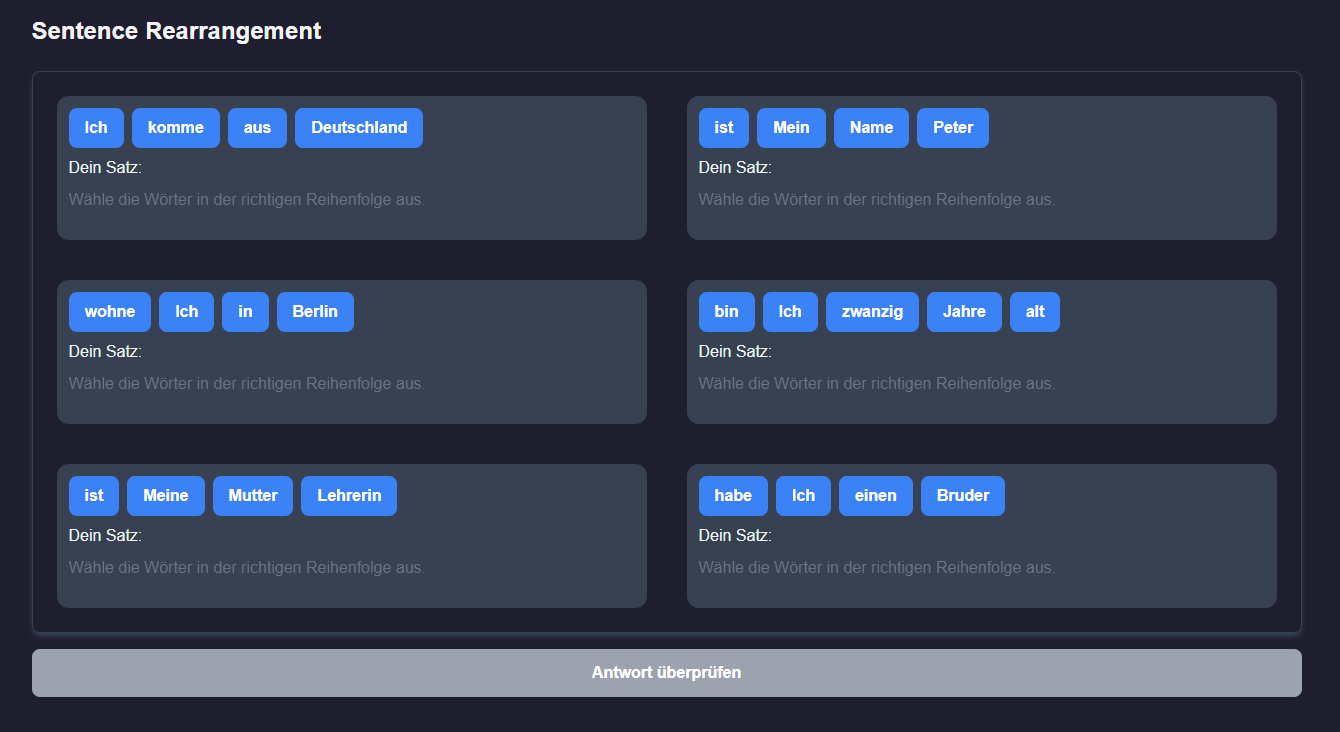 Sentence Rearrangement
Ich komme aus Deutschland
Dein Satz:
Wähle die Wörter in der richtigen Reihenfolge aus.
ist Mein Name Peter
Dein Satz:
Wähle die Wörter in der richtigen Reihenfolge aus.
wohne Ich in Berlin
Dein Satz:
Wähle die Wörter in der richtigen Reihenfolge aus.
bin Ich zwanzig Jahre alt
Dein Satz:
Wähle die Wörter in der richtigen Reihenfolge aus.
ist Meine Mutter Lehrerin
Dein Satz:
Wähle die Wörter in der richtigen Reihenfolge aus.
habe Ich einen Bruder
Dein Satz:
Wähle die Wörter in der richtigen Reihenfolge aus.
Antwort überprüfen